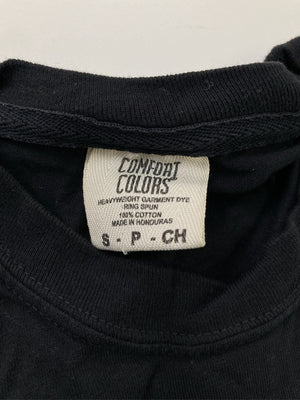 COMFORT
COLORS
HEAVYWEIGHT GARMENT DYE
RING SPUN
100% COTTON
MADE IN HONDURAS
S - P - CH